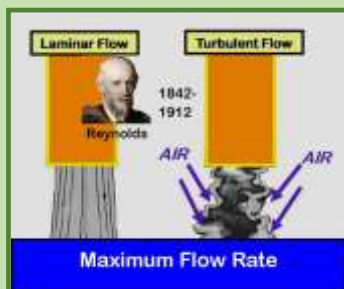 Laminar Flow
Turbulent Flow
1842-
1912
Reynolds
AIR
AIR
Maximum Flow Rate